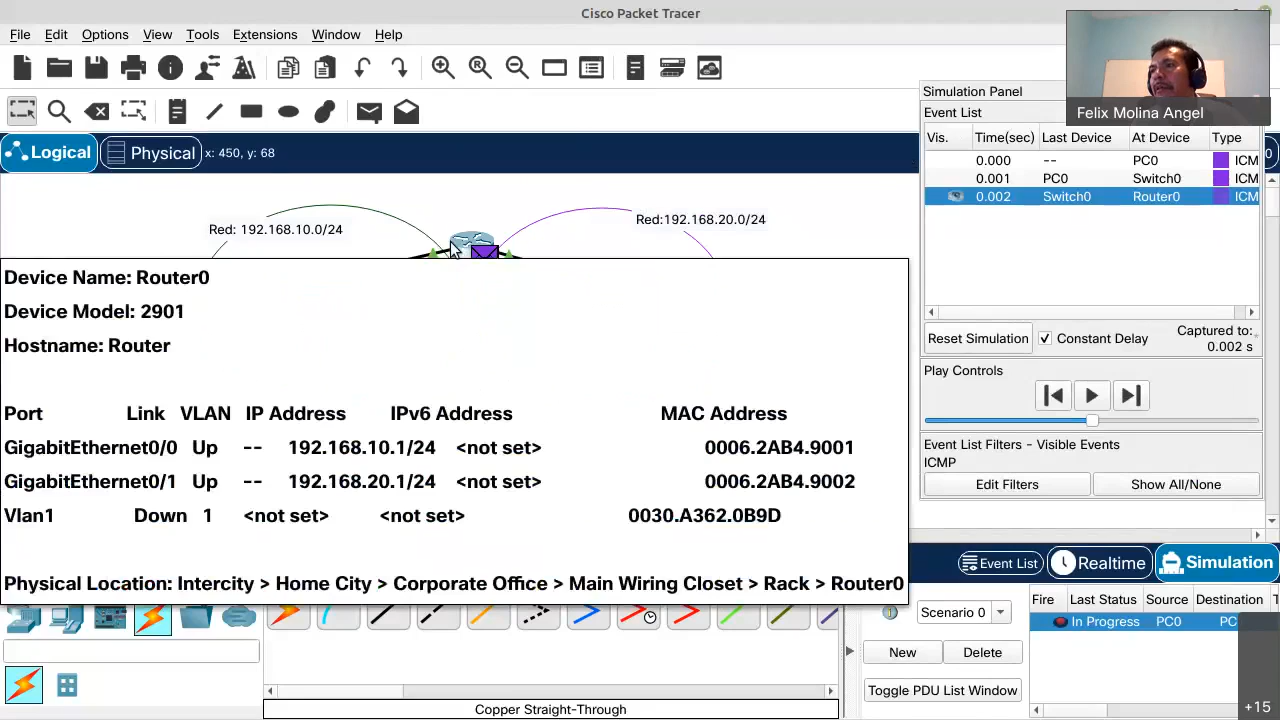 Cisco Packet Tracer
File Edit Options View Tools Extensions Window Help
Felix Molina Angel
Logical Physical x: 450, y: 68
Red: 192.168.10.0/24
Red:192.168.20.0/24
Device Name: Router0
Device Model: 2901
Hostname: Router
Port Link VLAN IP Address IPv6 Address MAC Address
GigabitEthernet0/0 Up -- 192.168.10.1/24 <not set> 0006.2AB4.9001
GigabitEthernet0/1 Up -- 192.168.20.1/24 <not set> 0006.2AB4.9002
Vlan1 Down 1 <not set> <not set> 0030.A362.0B9D
Physical Location: Intercity > Home City > Corporate Office > Main Wiring Closet > Rack > Router0
Simulation Panel
Event List
Vis. Time(sec) Last Device At Device Type
0.000 -- PC0 ICM
0.001 PC0 Switch0 ICM
0.002 Switch0 Router0 ICM
Reset Simulation Constant Delay Captured to:
0.002 s
Play Controls
Event List Filters - Visible Events
ICMP
Edit Filters Show All/None
Event List Realtime Simulation
Scenario 0
New Delete
Toggle PDU List Window
Fire Last Status Source Destination
In Progress PC0 PC
+15
Copper Straight-Through